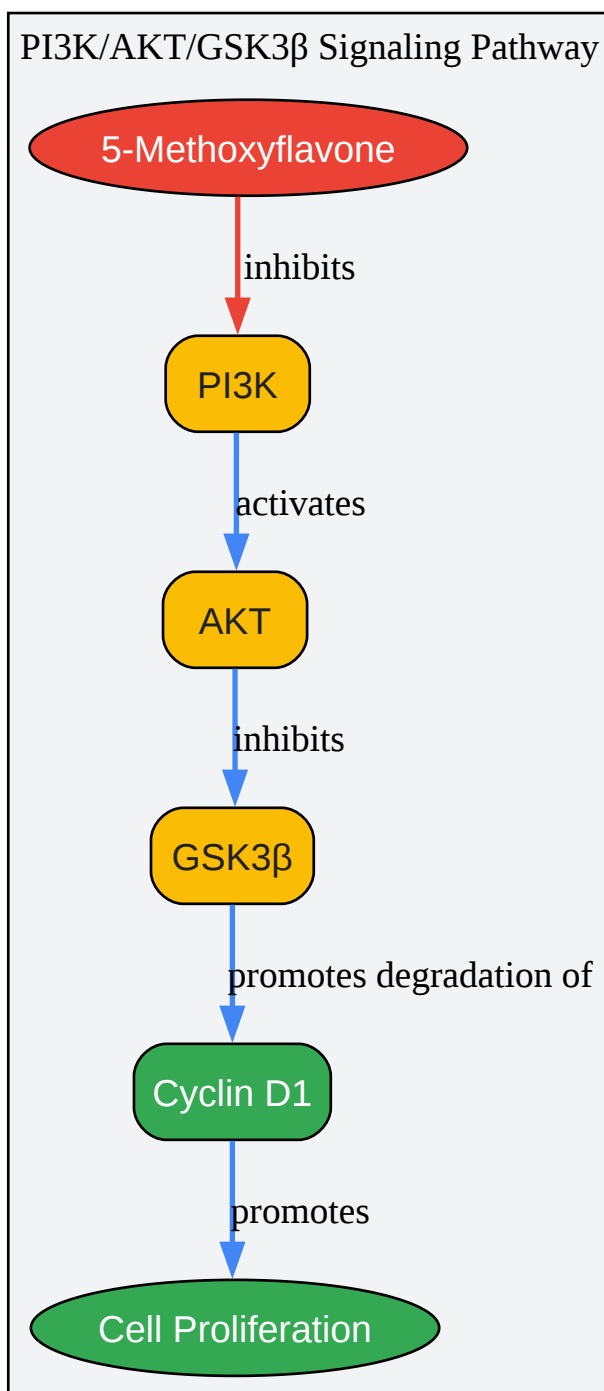 PI3K/AKT/GSK3β Signaling Pathway
5-Methoxyflavone
inhibits
PI3K
activates
AKT
inhibits
GSK3β
promotes degradation of
Cyclin D1
promotes
Cell Proliferation